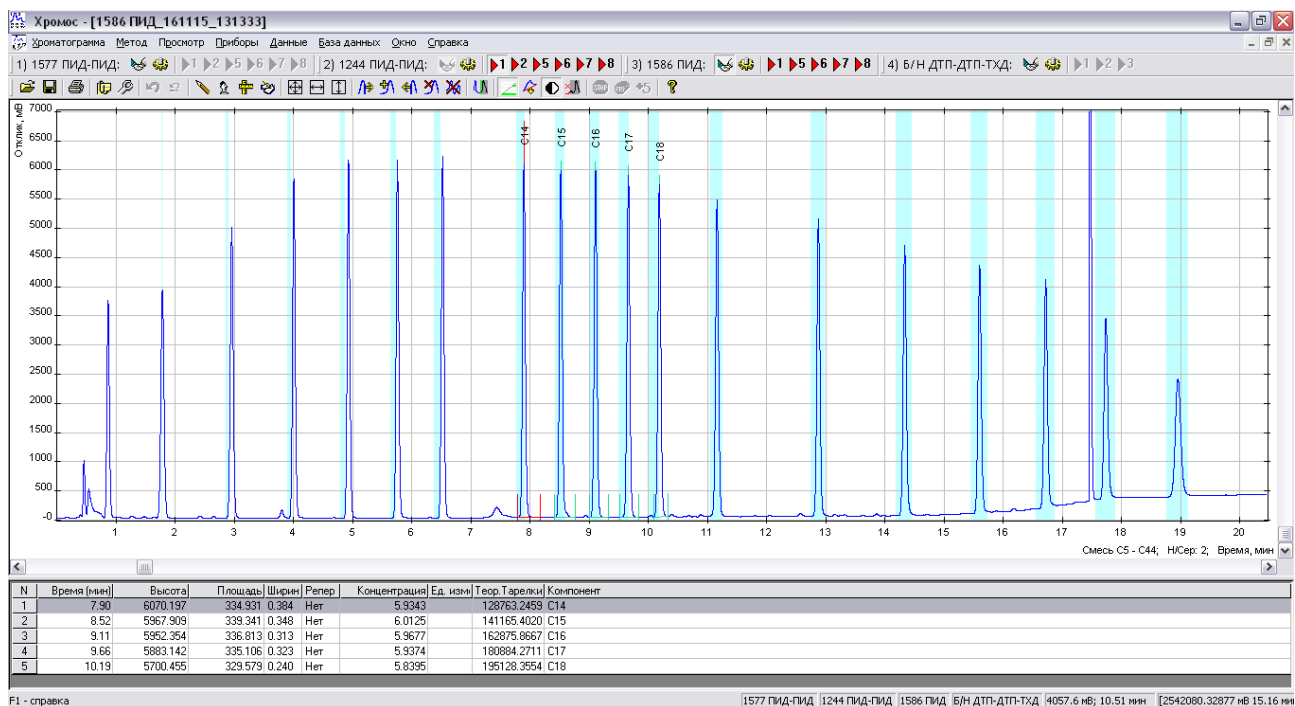 Хромос - [1586 ПИД_161115_131333]
Хроматограмма Метод Просмотр Приборы Данные База данных Окно Справка
1) 1577 ПИД-ПИД: 1 2 5 6 7 8 2) 1244 ПИД-ПИД: 1 2 5 6 7 8 3) 1586 ПИД: 1 5 6 7 8 4) Б/Н ДТП-ДТП-ТХД: 1 2 3
STOP +5 ?
Отклик, мВ
7000
6500
6000
5500
5000
4500
4000
3500
3000
2500
2000
1500
1000
500
-0
C14 C15 C16 C17 C18
1 2 3 4 5 6 7 8 9 10 11 12 13 14 15 16 17 18 19 20
Смесь C5 - C44; Н/Сер: 2; Время, мин
N Время (мин) Высота Площадь Ширин Репер Концентрация Ед. изме Теор.Тарелки Компонент
1 7.90 6070.197 334.931 0.384 Нет 5.9343 128763.2459 C14
2 8.52 5967.909 339.341 0.348 Нет 6.0125 141165.4020 C15
3 9.11 5952.354 336.813 0.313 Нет 5.9677 162875.8667 C16
4 9.66 5883.142 335.106 0.323 Нет 5.9374 180884.2711 C17
5 10.19 5700.455 329.579 0.240 Нет 5.8395 195128.3554 C18
F1 - справка 1577 ПИД-ПИД 1244 ПИД-ПИД 1586 ПИД Б/Н ДТП-ДТП-ТХД 4057.6 мВ; 10.51 мин [2542080.32877 мВ 15.16 мин